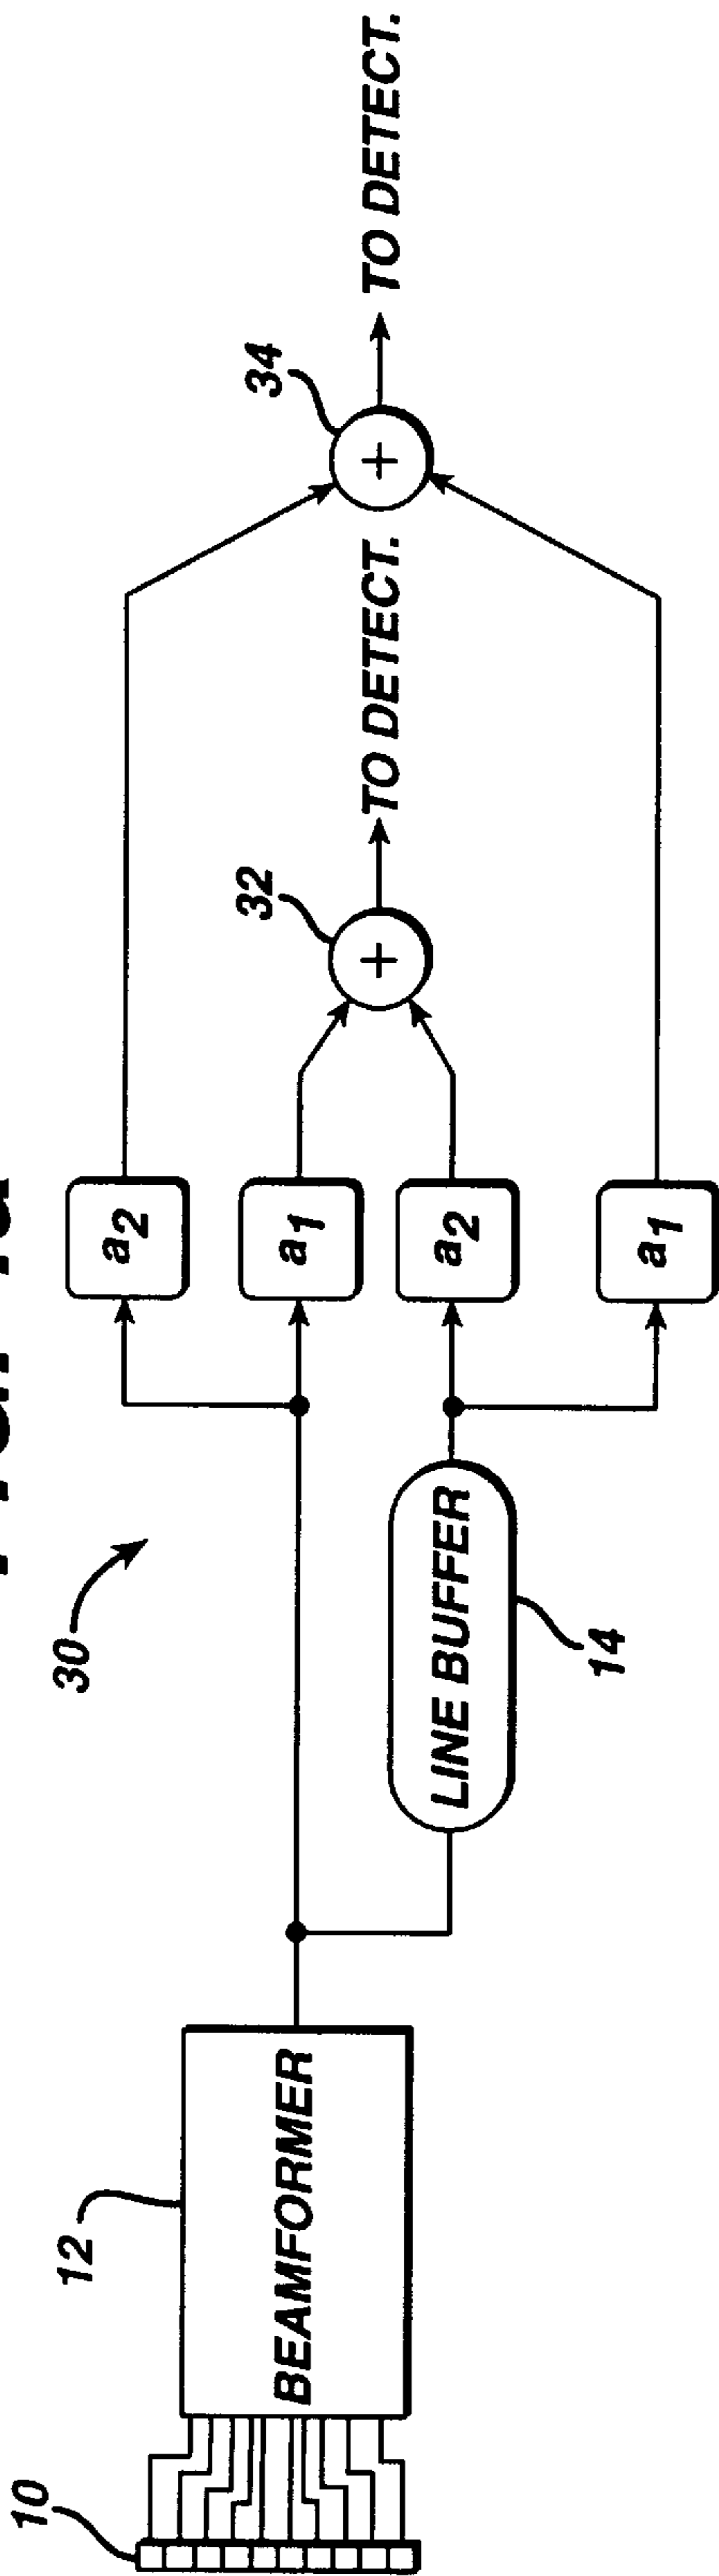 30
10
12
BEAMFORMER
LINE BUFFER
14
a2
a1
a2
a1
32
+
TO DETECT.
34
+
TO DETECT.